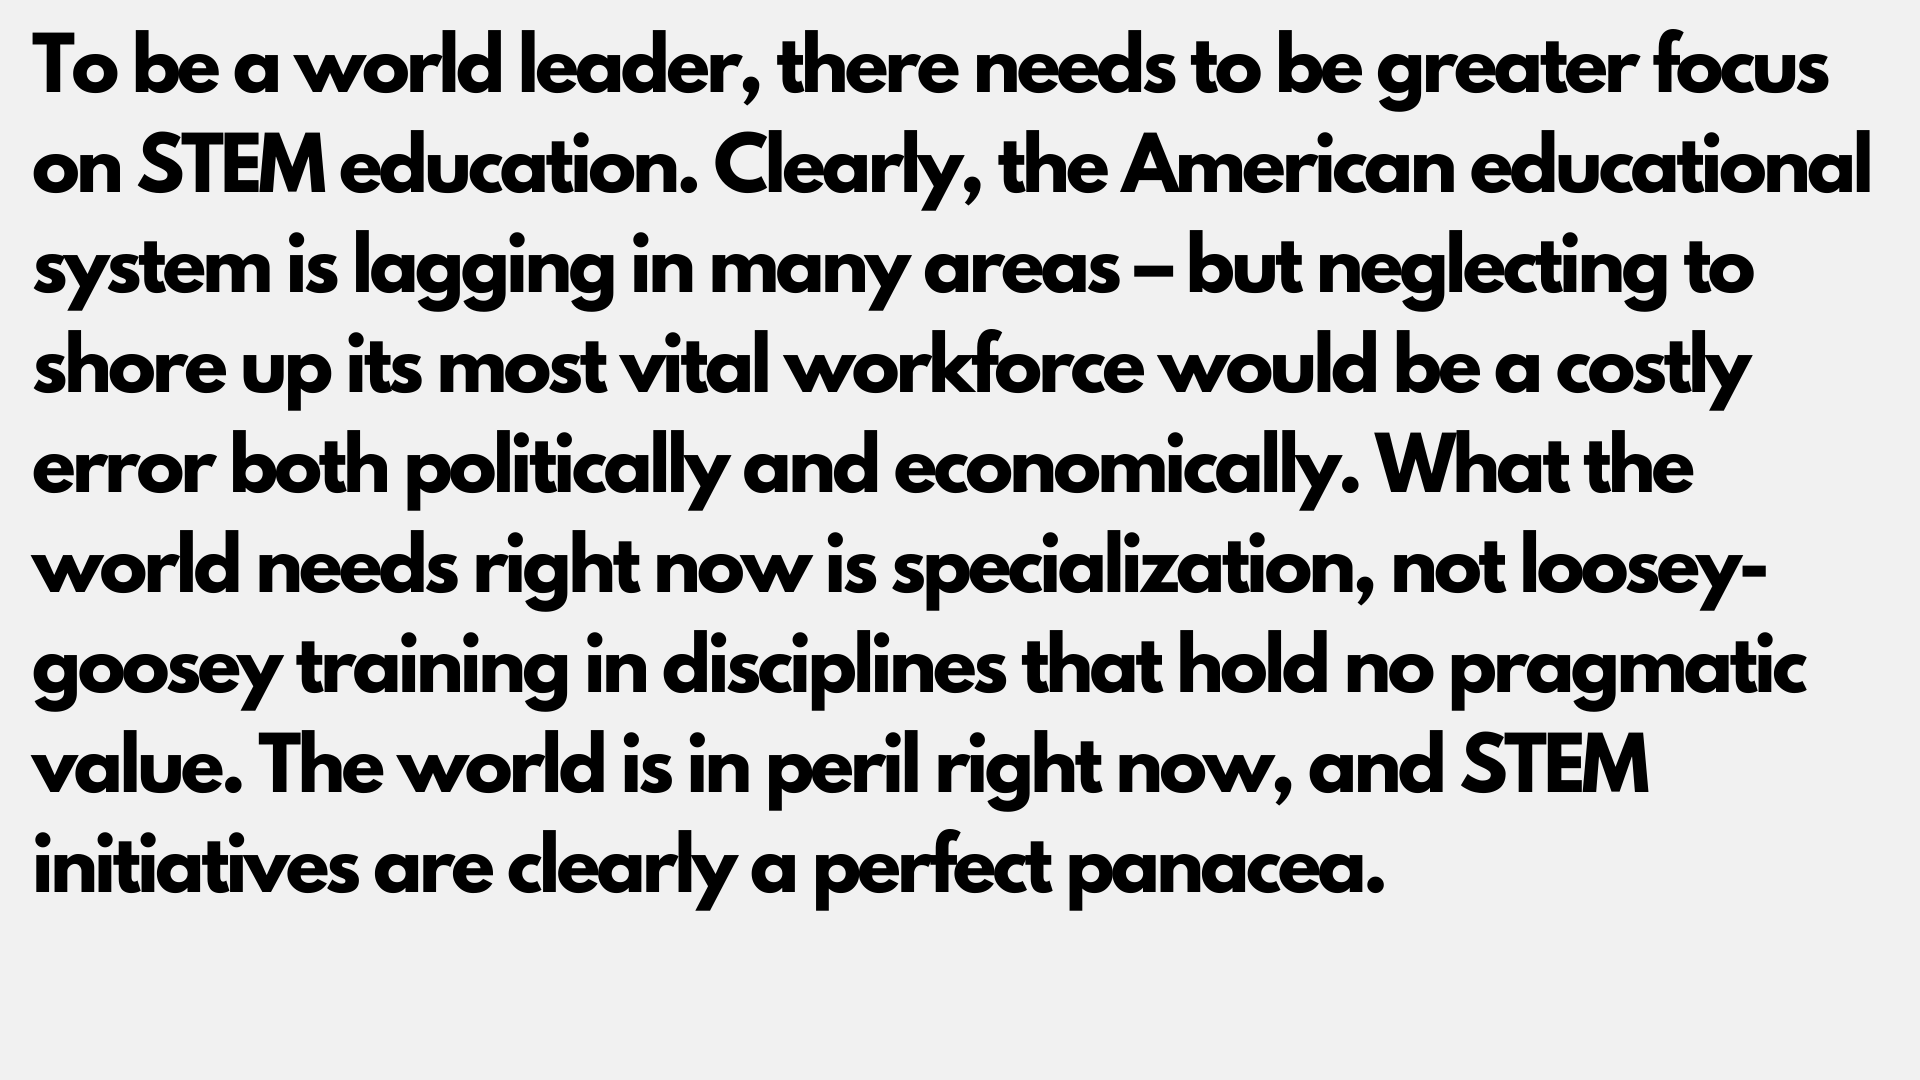 To be a world leader, there needs to be greater focus
on STEM education. Clearly, the American educational
system is lagging in many areas – but neglecting to
shore up its most vital workforce would be a costly
error both politically and economically. What the
world needs right now is specialization, not loosey-
goosey training in disciplines that hold no pragmatic
value. The world is in peril right now, and STEM
initiatives are clearly a perfect panacea.